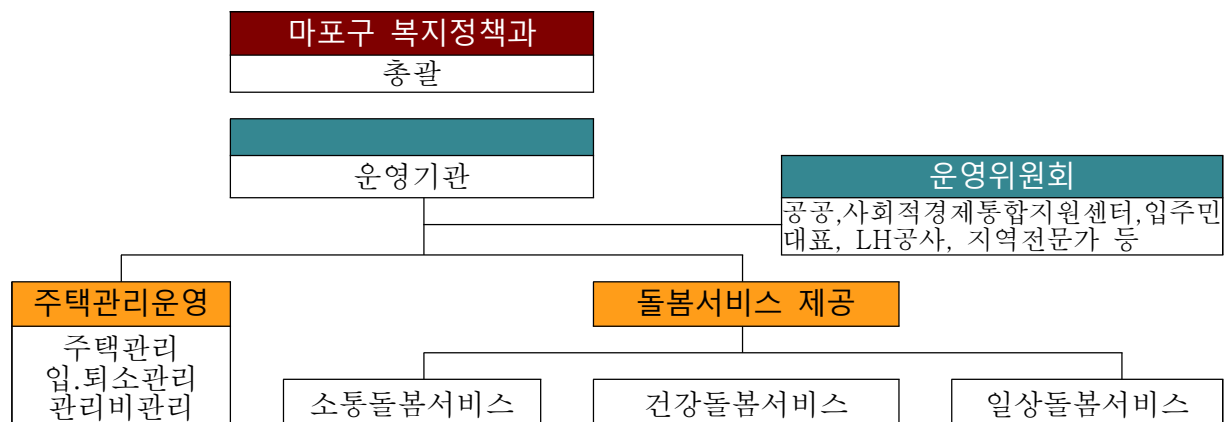 마포구 복지정책과
총괄
운영기관
운영위원회
공공,사회적경제통합지원센터,입주민
대표, LH공사, 지역전문가 등
주택관리운영
돌봄서비스 제공
주택관리
입.퇴소관리
관리비관리
소통돌봄서비스
건강돌봄서비스
일상돌봄서비스